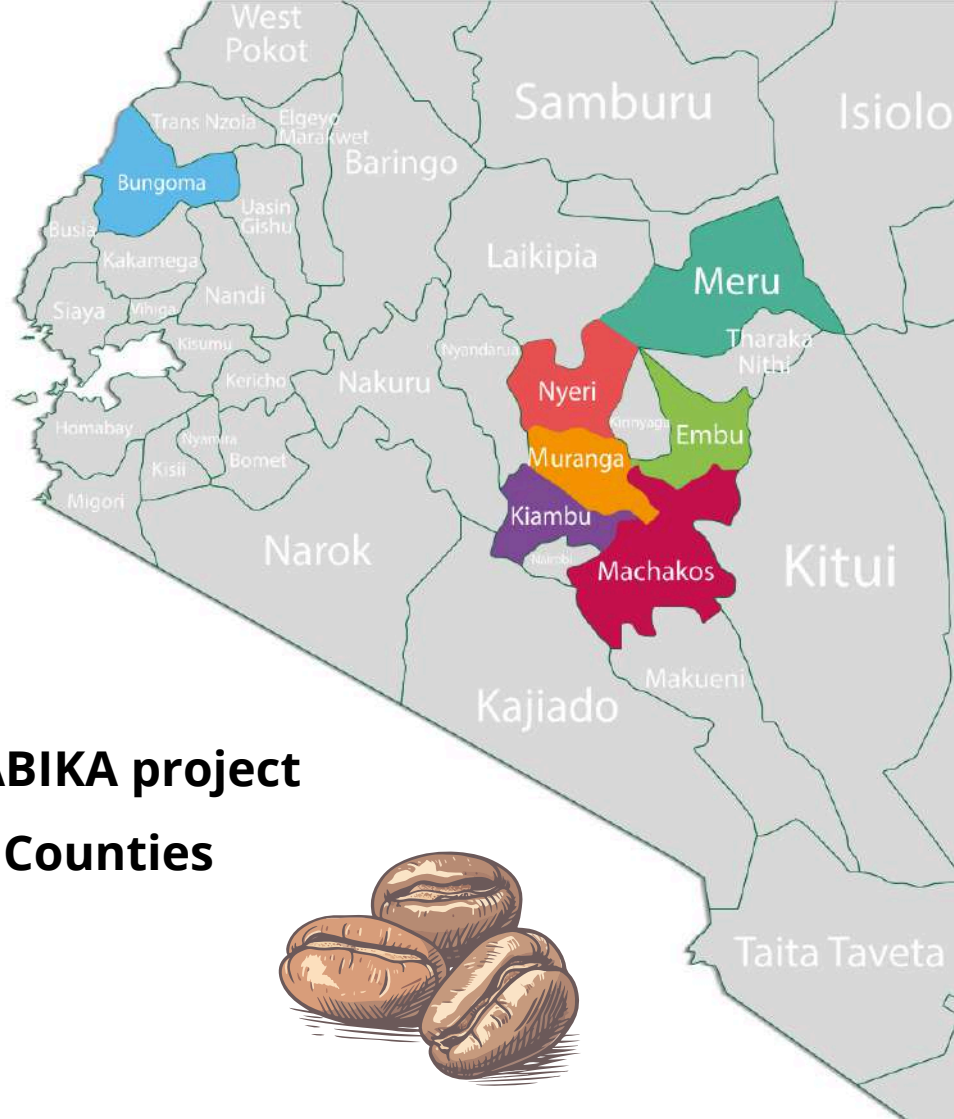 West
Pokot
Samburu
Isiolo
Trans Nzoia
Elgeyo
Marakwet
Baringo
Bungoma
Uasin
Gishu
Busia
Kakamega
Laikipia
Meru
Nandi
Siaya
Vihiga
Kisumu
Tharaka
Nithi
Nyandarua
Kericho
Nakuru
Nyeri
Kirinyaga
Embu
Homabay
Nyamira
Kisii
Bomet
Muranga
Migori
Kiambu
Narok
Nairobi
Machakos
Kitui
Makueni
Kajiado
ABIKA project
Counties
Taita Taveta